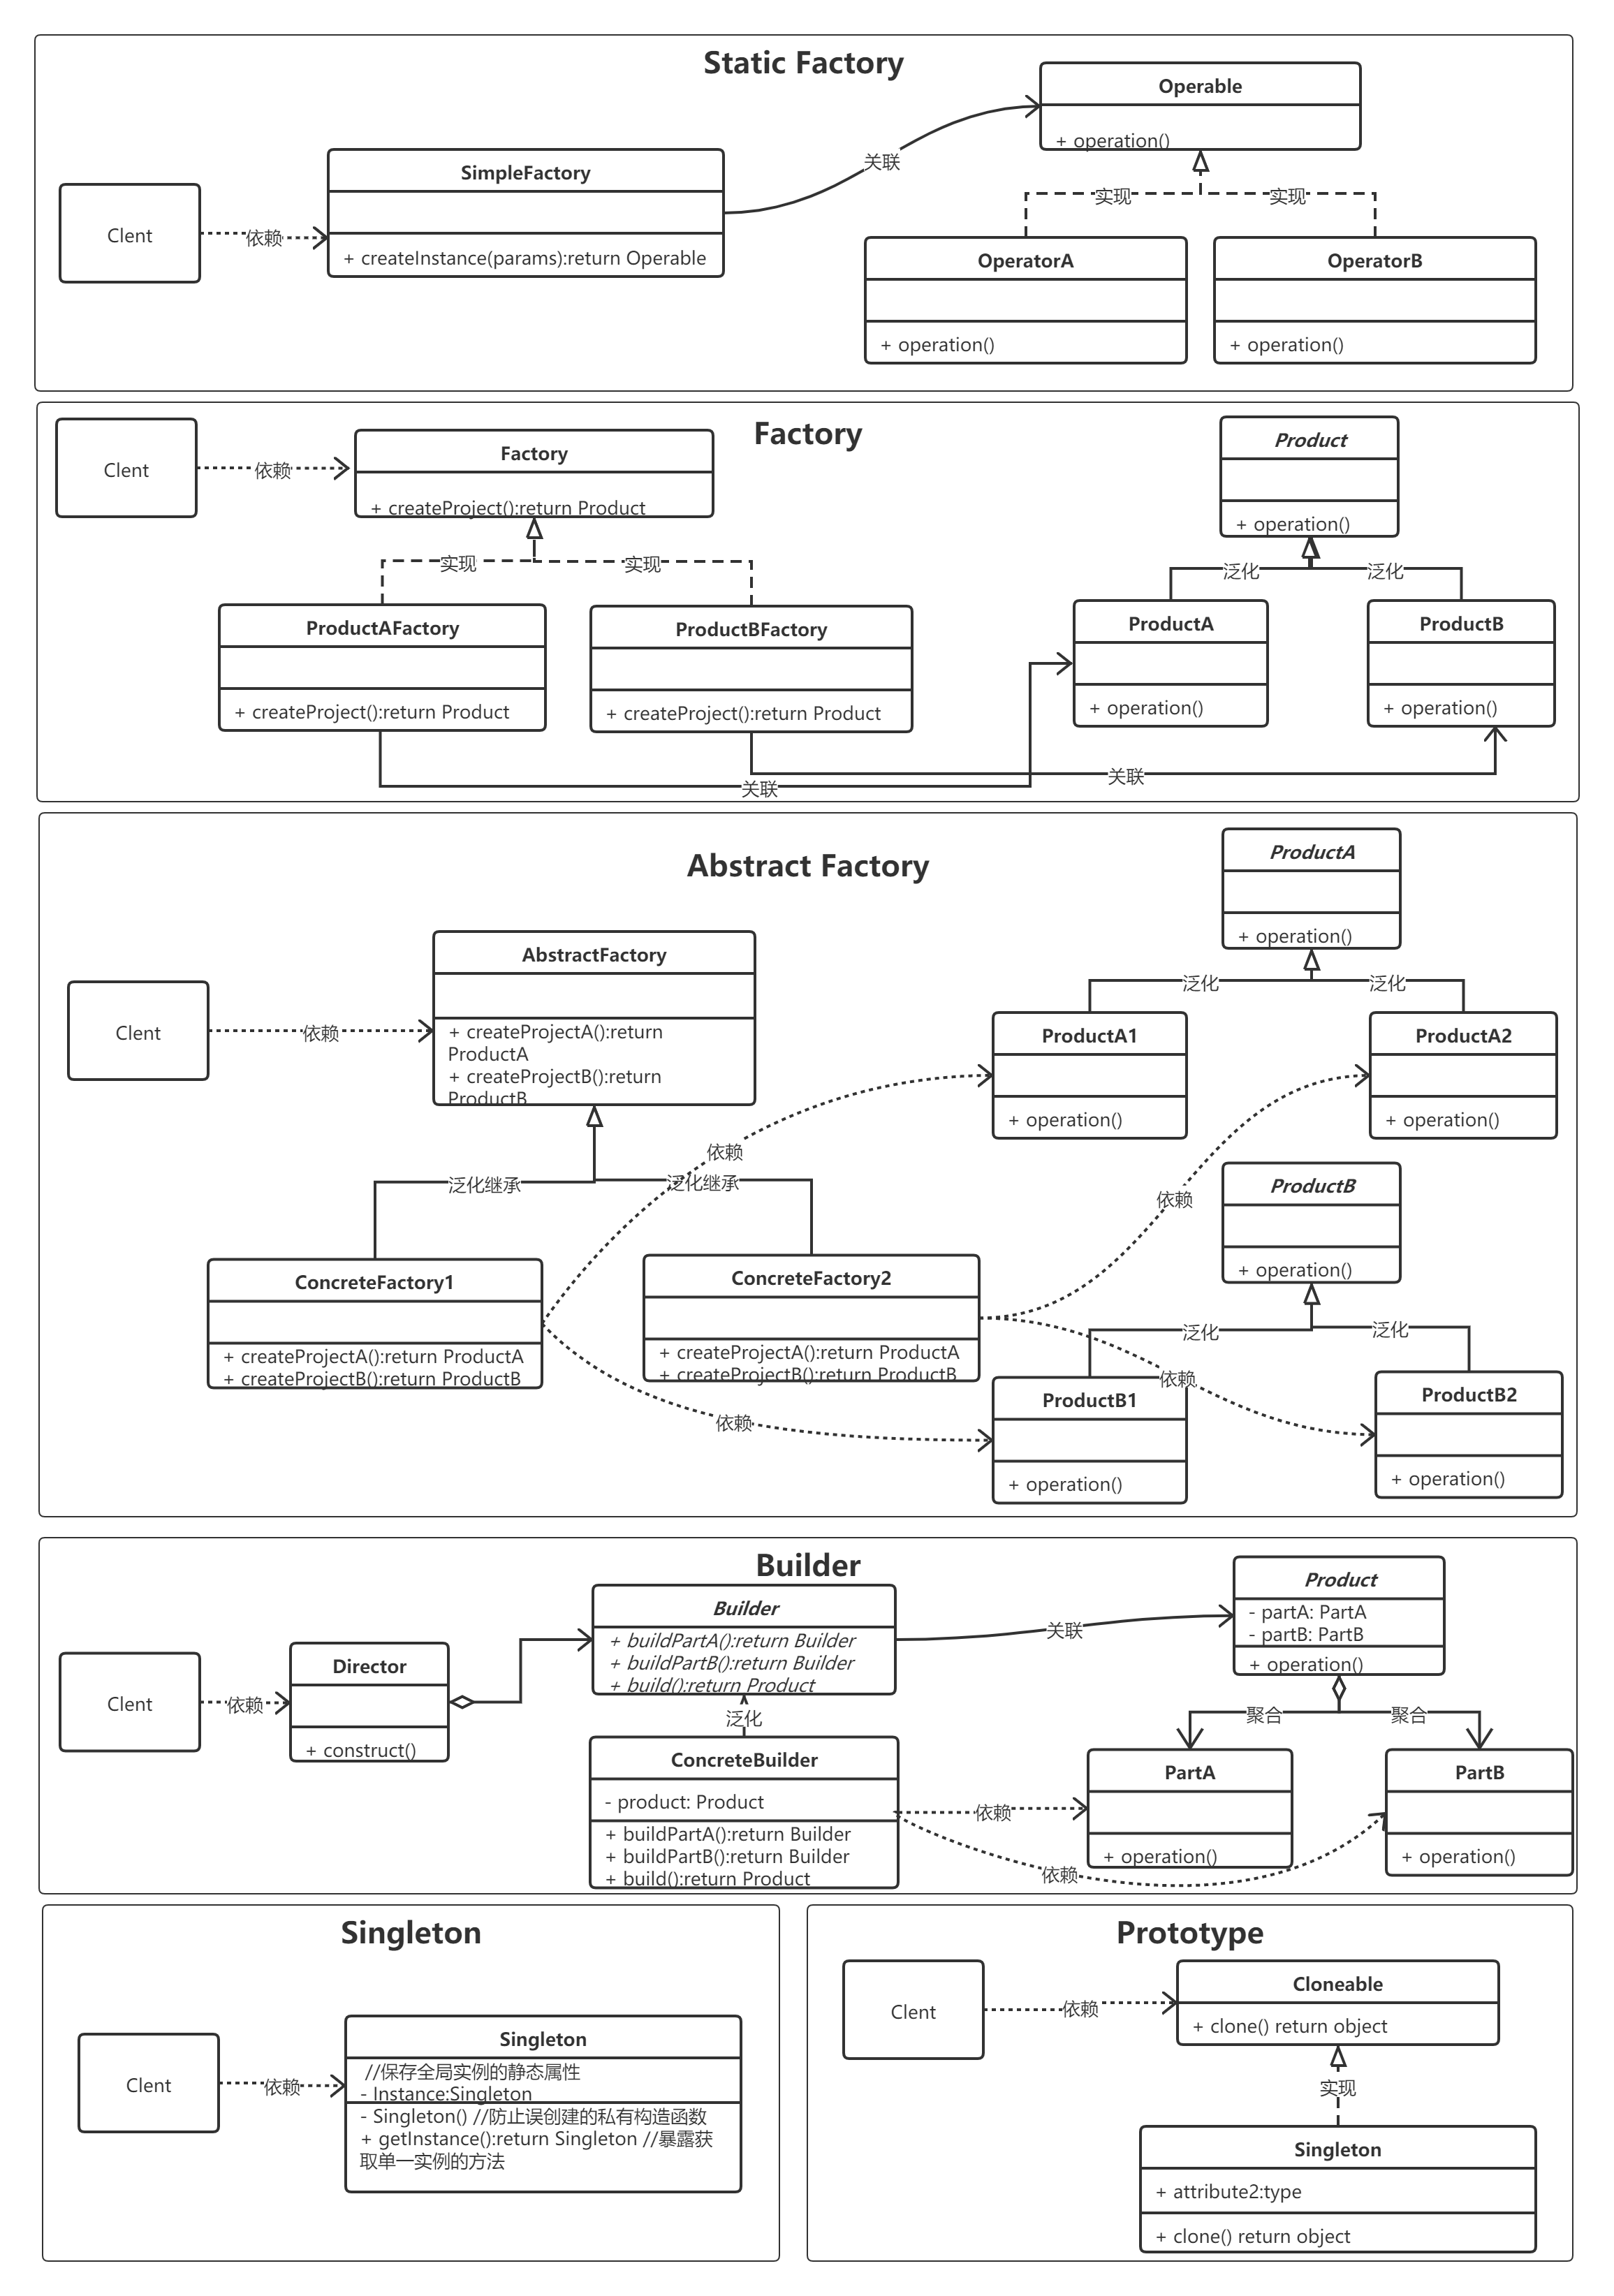 Static Factory
Operable
+ operation()
关联
SimpleFactory
+ createInstance(params):return Operable
Clent
依赖
实现
实现
OperatorA
+ operation()
OperatorB
+ operation()
Factory
Clent
依赖
Factory
+ createProject():return Product
实现
实现
ProductAFactory
+ createProject():return Product
ProductBFactory
+ createProject():return Product
Product
+ operation()
泛化
泛化
ProductA
+ operation()
ProductB
+ operation()
关联
关联
Abstract Factory
ProductA
+ operation()
泛化
泛化
AbstractFactory
+ createProjectA():return
ProductA
+ createProjectB():return
ProductB
Clent
依赖
ProductA1
+ operation()
ProductA2
+ operation()
依赖
泛化继承
泛化继承
依赖
ProductB
+ operation()
ConcreteFactory1
+ createProjectA():return ProductA
+ createProjectB():return ProductB
ConcreteFactory2
+ createProjectA():return ProductA
+ createProjectB():return ProductB
泛化
泛化
依赖
依赖
ProductB1
+ operation()
ProductB2
+ operation()
Builder
Builder
+ buildPartA():return Builder
+ buildPartB():return Builder
+ build():return Product
关联
Product
- partA: PartA
- partB: PartB
+ operation()
Clent
依赖
Director
+ construct()
泛化
聚合
聚合
ConcreteBuilder
- product: Product
+ buildPartA():return Builder
+ buildPartB():return Builder
+ build():return Product
依赖
依赖
PartA
+ operation()
PartB
+ operation()
Singleton
Clent
依赖
Singleton
//保存全局实例的静态属性
- Instance:Singleton
- Singleton() //防止误创建的私有构造函数
+ getInstance():return Singleton //暴露获
取单一实例的方法
Prototype
Clent
依赖
Cloneable
+ clone() return object
实现
Singleton
+ attribute2:type
+ clone() return object